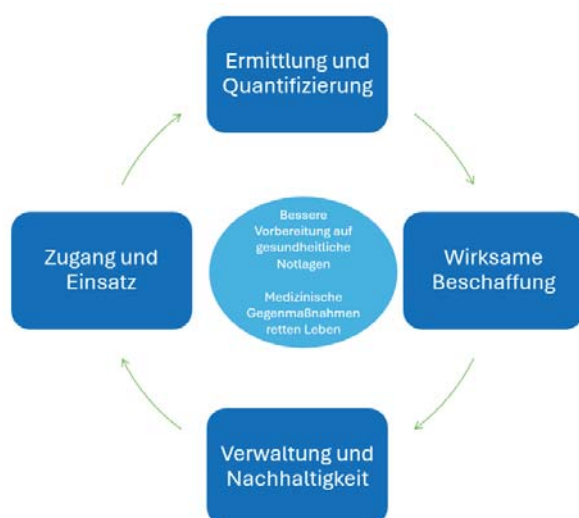 Ermittlung und
Quantifizierung
Zugang und
Einsatz
Bessere
Vorbereitung auf
gesundheitliche
Notlagen
Medizinische
Gegenmaßnahmen
retten Leben
Wirksame
Beschaffung
Verwaltung und
Nachhaltigkeit